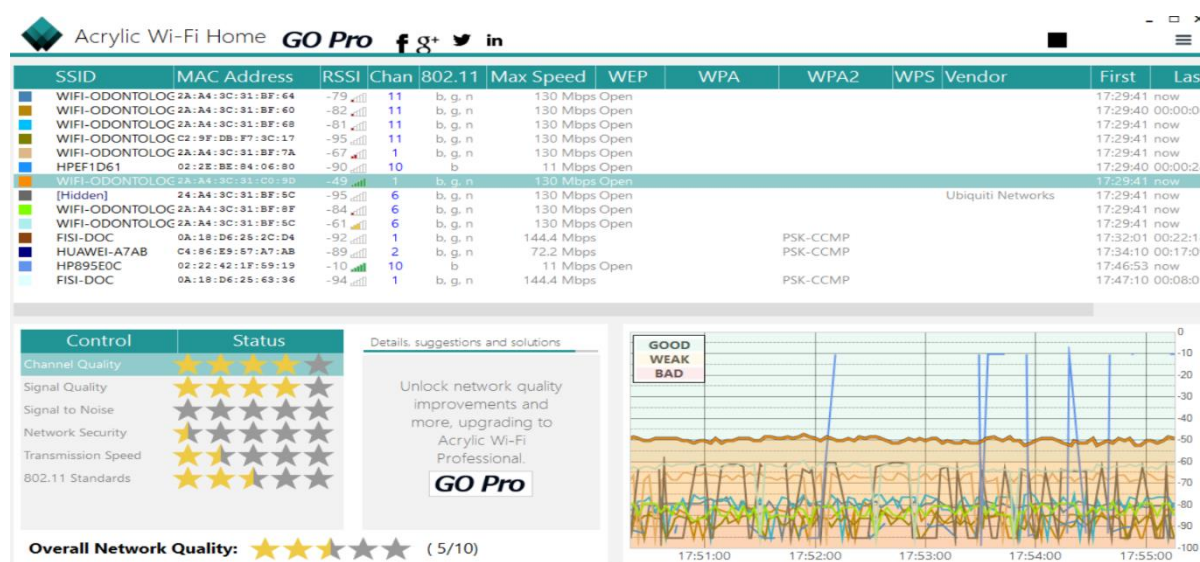 Acrylic Wi-Fi Home GO Pro f g+ in
SSID MAC Address RSSI Chan 802.11 Max Speed WEP WPA WPA2 WPS Vendor First Las
WIFI-ODONTOLOG 2A:A4:3C:31:BF:64 -79 11 b, g, n 130 Mbps Open 17:29:41 now
WIFI-ODONTOLOG 2A:A4:3C:31:BF:60 -82 11 b, g, n 130 Mbps Open 17:29:40 00:00:0
WIFI-ODONTOLOG 2A:A4:3C:31:BF:68 -81 11 b, g, n 130 Mbps Open 17:29:41 now
WIFI-ODONTOLOG C2:9F:DB:F7:3C:17 -95 11 b, g, n 130 Mbps Open 17:29:41 now
WIFI-ODONTOLOG 2A:A4:3C:31:BF:7A -67 1 b, g, n 130 Mbps Open 17:29:41 now
HPEF1D61 02:2E:BE:84:06:80 -90 10 b 11 Mbps Open 17:29:40 00:00:2
WIFI-ODONTOLOG 2A:A4:3C:31:C0:9D -49 1 b, g, n 130 Mbps Open 17:29:41 now
[Hidden] 24:A4:3C:31:BF:5C -95 6 b, g, n 130 Mbps Open Ubiquiti Networks 17:29:41 now
WIFI-ODONTOLOG 2A:A4:3C:31:BF:8F -84 6 b, g, n 130 Mbps Open 17:29:41 now
WIFI-ODONTOLOG 2A:A4:3C:31:BF:5C -61 6 b, g, n 130 Mbps Open 17:29:41 now
FISI-DOC 0A:18:D6:25:2C:D4 -92 1 b, g, n 144.4 Mbps PSK-CCMP 17:32:01 00:22:1
HUAWEI-A7AB C4:86:E9:57:A7:AB -89 2 b, g, n 72.2 Mbps PSK-CCMP 17:34:10 00:17:0
HP895E0C 02:22:42:1F:59:19 -10 10 b 11 Mbps Open 17:46:53 now
FISI-DOC 0A:18:D6:25:63:36 -94 1 b, g, n 144.4 Mbps PSK-CCMP 17:47:10 00:08:0
Control Status
Channel Quality
Signal Quality
Signal to Noise
Network Security
Transmission Speed
802.11 Standards
Overall Network Quality: (5/10)
Details, suggestions and solutions
Unlock network quality
improvements and
more, upgrading to
Acrylic Wi-Fi
Professional.
GO Pro
GOOD
WEAK
BAD
0
-10
-20
-30
-40
-50
-60
-70
-80
-90
-100
17:51:00 17:52:00 17:53:00 17:54:00 17:55:00